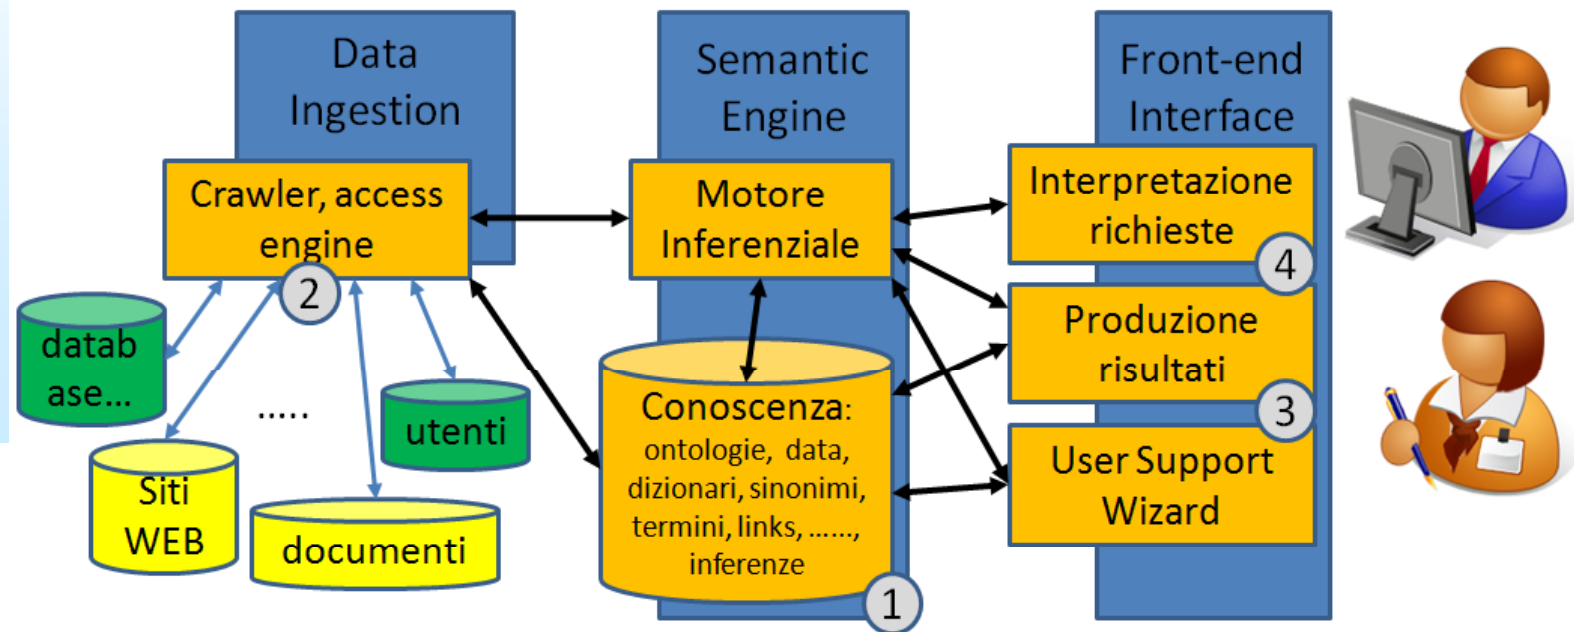 Data
Ingestion
Crawler, access
engine
2
datab
ase...
.....
utenti
Siti
WEB
documenti
Semantic
Engine
Motore
Inferenziale
Conoscenza:
ontologie, data,
dizionari, sinonimi,
termini, links, ......,
inferenze
1
Front-end
Interface
Interpretazione
richieste
4
Produzione
risultati
3
User Support
Wizard